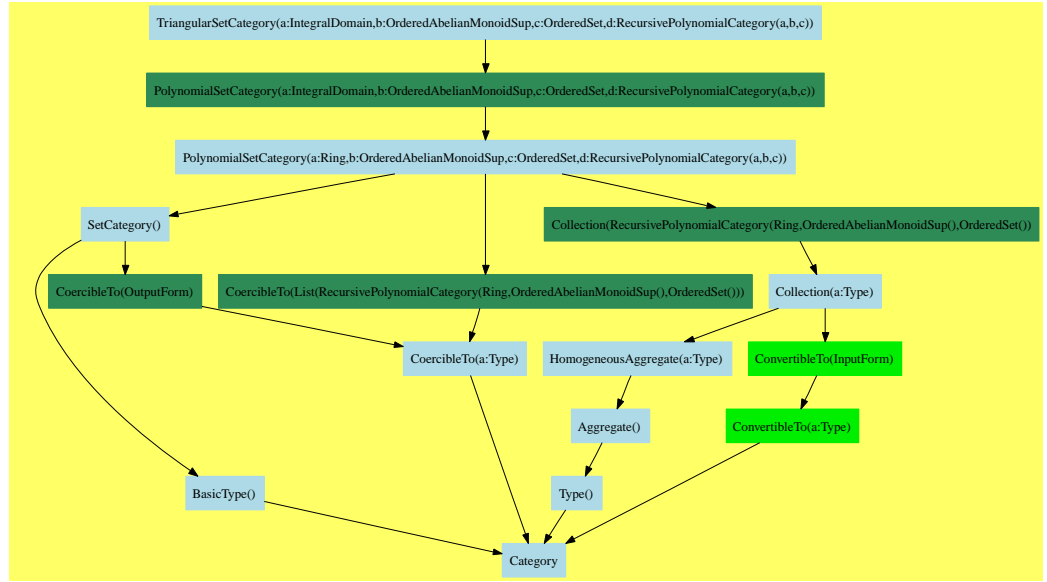 TriangularSetCategory(a:IntegralDomain,b:OrderedAbelianMonoidSup,c:OrderedSet,d:RecursivePolynomialCategory(a,b,c))
PolynomialSetCategory(a:IntegralDomain,b:OrderedAbelianMonoidSup,c:OrderedSet,d:RecursivePolynomialCategory(a,b,c))
PolynomialSetCategory(a:Ring,b:OrderedAbelianMonoidSup,c:OrderedSet,d:RecursivePolynomialCategory(a,b,c))
SetCategory()
Collection(RecursivePolynomialCategory(Ring,OrderedAbelianMonoidSup(),OrderedSet())
CoercibleTo(OutputForm)
CoercibleTo(List(RecursivePolynomialCategory(Ring,OrderedAbelianMonoidSup(),OrderedSet()))
Collection(a:Type)
CoercibleTo(a:Type)
HomogeneousAggregate(a:Type)
ConvertibleTo(InputForm)
Aggregate()
ConvertibleTo(a:Type)
BasicType()
Type()
Category